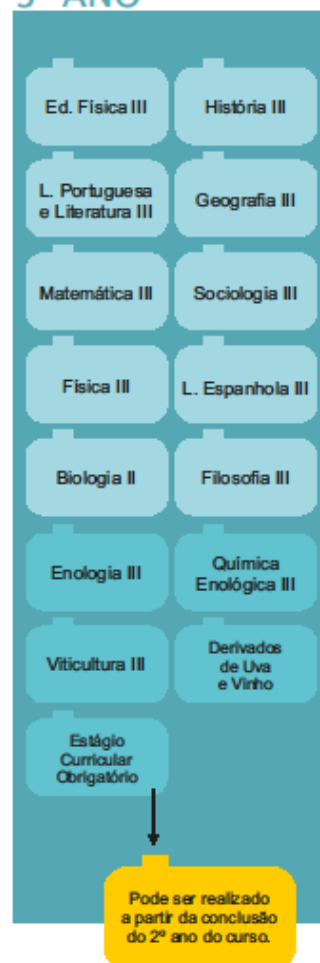 3º ANO
Ed. Física III
História III
L. Portuguesa
e Literatura III
Geografia III
Matemática III
Sociologia III
Física III
L. Espanhola III
Biologia II
Filosofia III
Enologia III
Química
Enológica III
Viticultura III
Derivados
de Uva
e Vinho
Estágio
Curricular
Obrigatório
Pode ser realizado
a partir da conclusão
do 2º ano do curso.